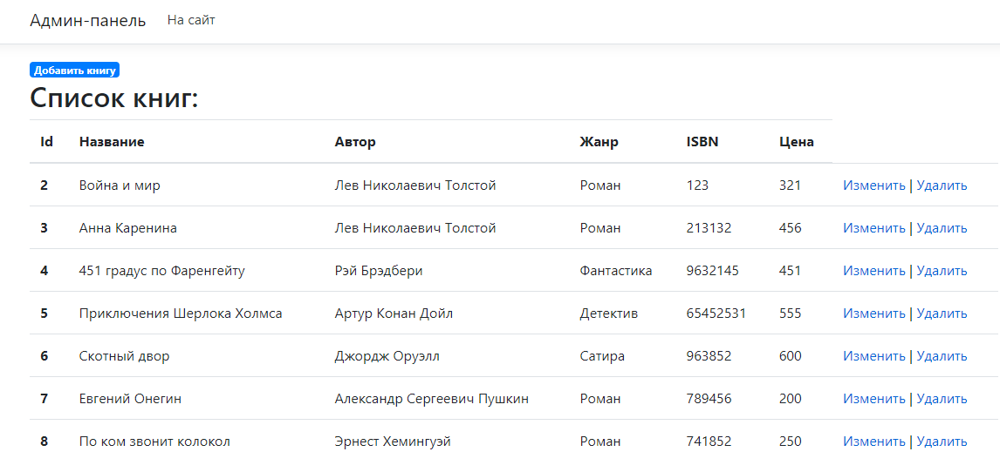 Админ-панель На сайт
Добавить книгу
Список книг:
Id Название Автор Жанр ISBN Цена
2 Война и мир Лев Николаевич Толстой Роман 123 321 Изменить | Удалить
3 Анна Каренина Лев Николаевич Толстой Роман 213132 456 Изменить | Удалить
4 451 градус по Фаренгейту Рэй Брэдбери Фантастика 9632145 451 Изменить | Удалить
5 Приключения Шерлока Холмса Артур Конан Дойл Детектив 65452531 555 Изменить | Удалить
6 Скотный двор Джордж Оруэлл Сатира 963852 600 Изменить | Удалить
7 Евгений Онегин Александр Сергеевич Пушкин Роман 789456 200 Изменить | Удалить
8 По ком звонит колокол Эрнест Хемингуэй Роман 741852 250 Изменить | Удалить